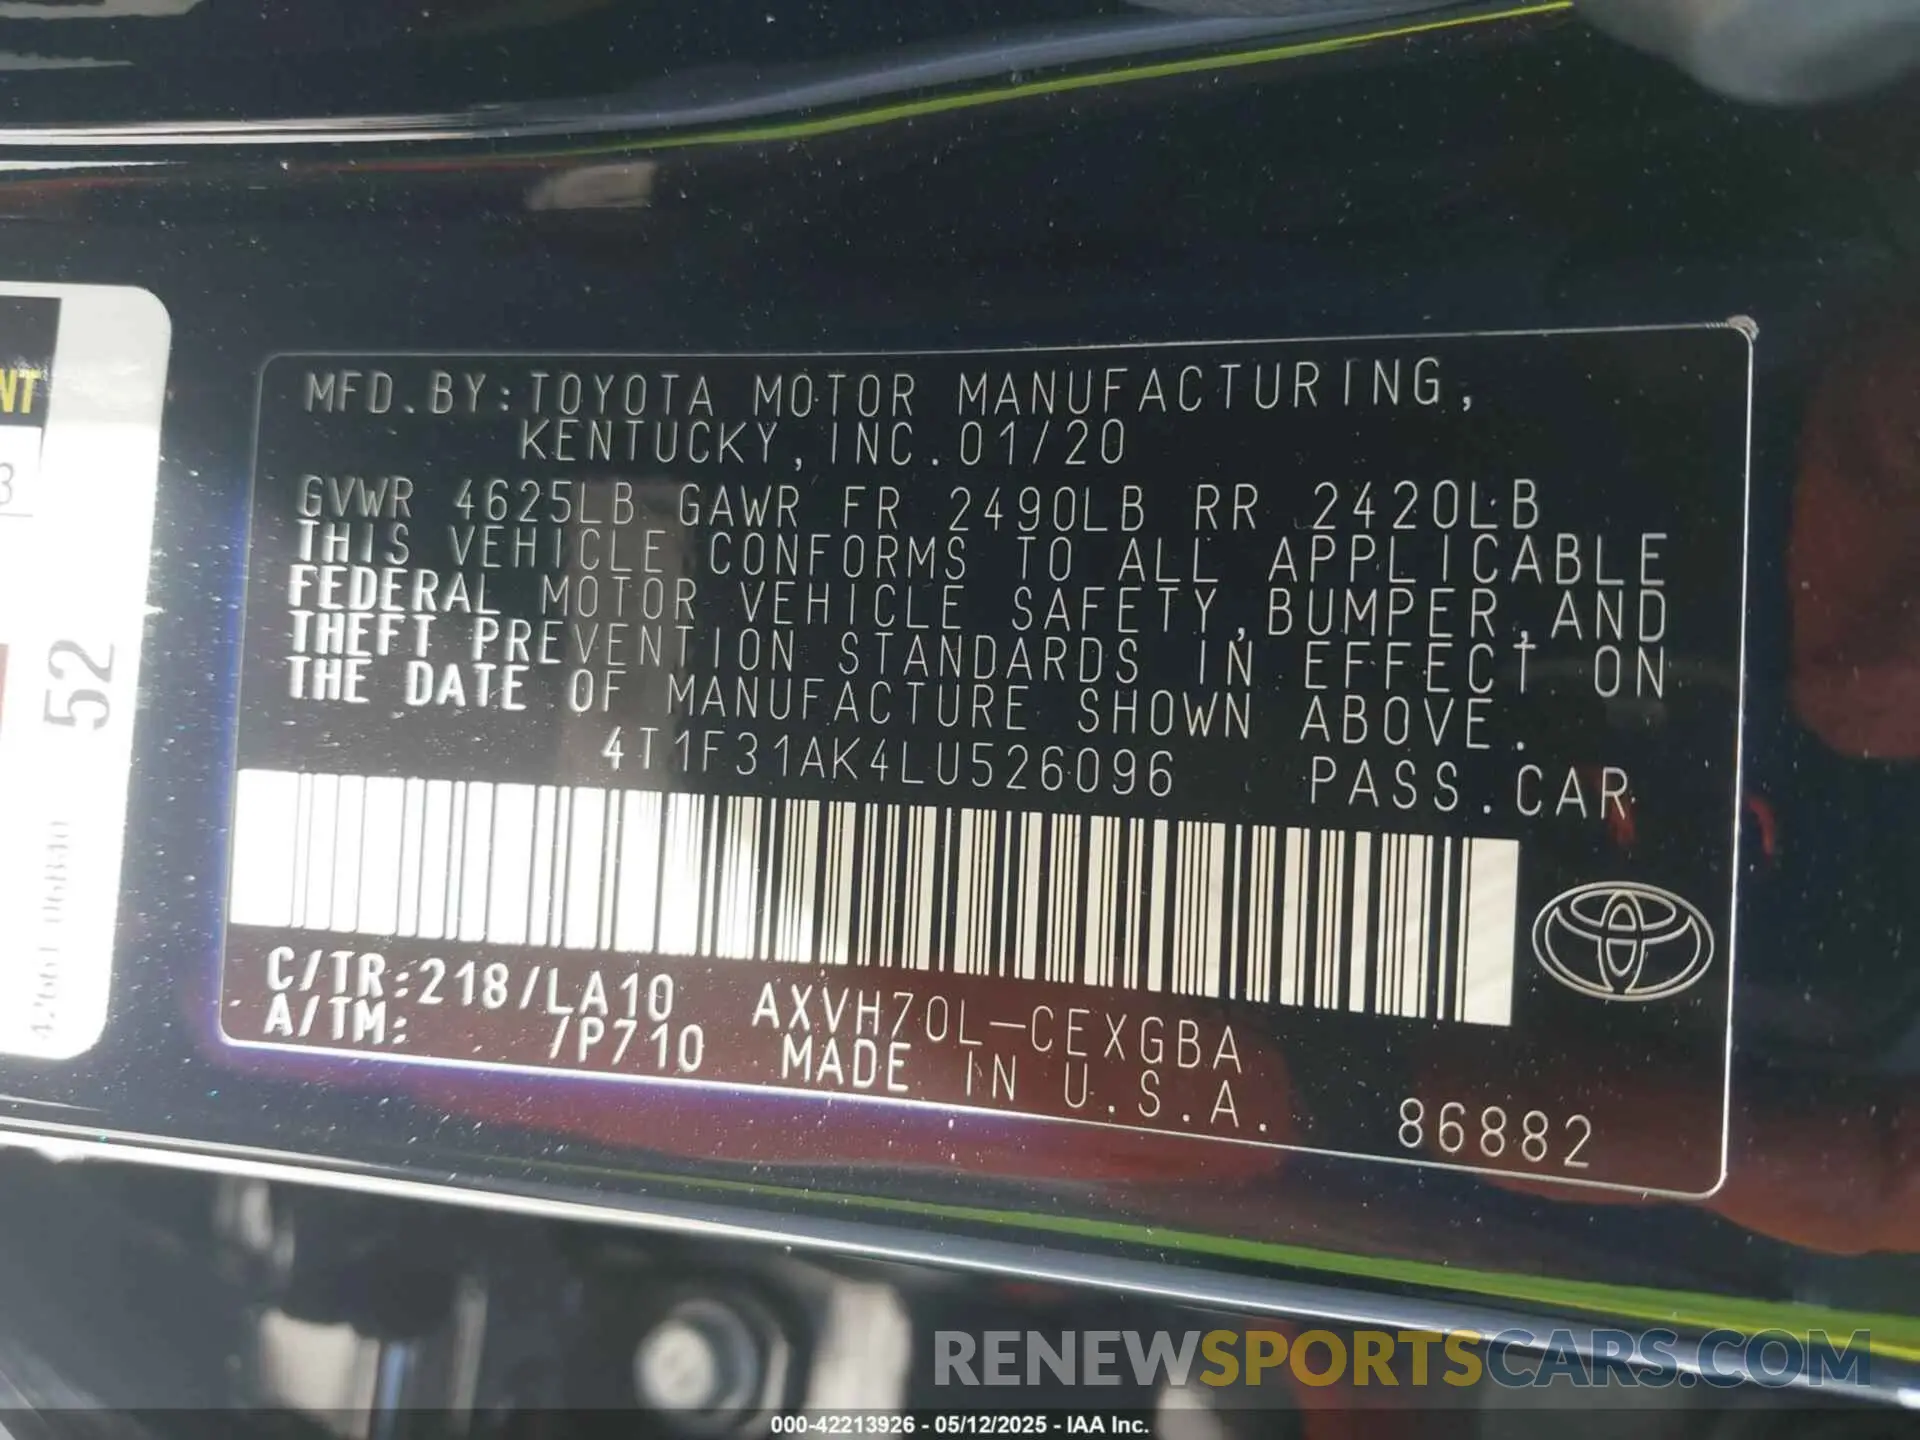 NT
3
52
MFD.BY:TOYOTA MOTOR MANUFACTURING,
KENTUCKY, INC. 01/20
GVWR 4625LB GAWR FR 2490LB RR 2420LB
THIS VEHICLE CONFORMS TO ALL APPLICABLE
FEDERAL MOTOR VEHICLE SAFETY, BUMPER, AND
THEFT PREVENTION STANDARDS IN EFFECT ON
THE DATE OF MANUFACTURE SHOWN ABOVE.
4T1F31AK4LU526096 PASS.CAR
C/TR:218/LA10 AXVH70L-CEXGBA
A/TM: /P710 MADE IN U.S.A.
86882
RENEWSPORTSCARS.COM
000-42213926 - 05/12/2025 - IAA Inc.